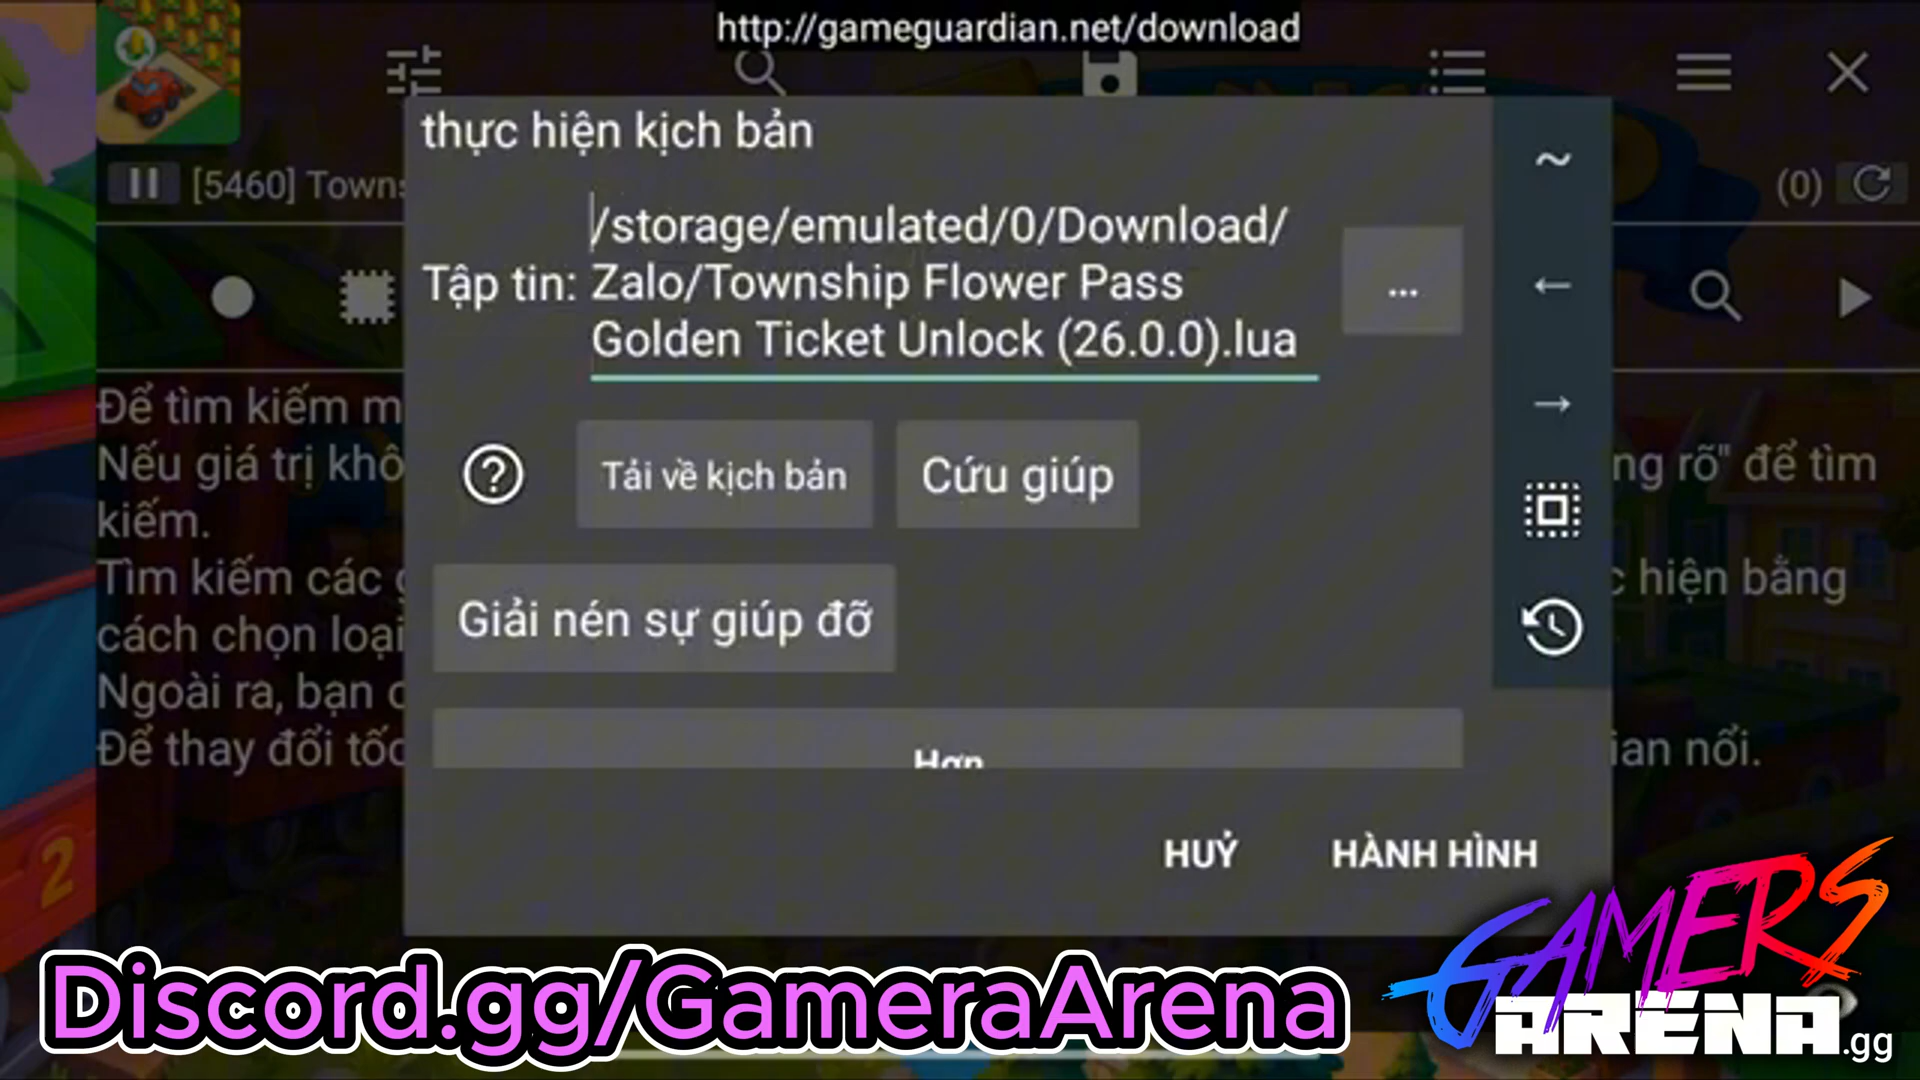 http://gameguardian.net/download
thực hiện kịch bản
[5460] Towns
(0)
/storage/emulated/0/Download/
Tập tin: Zalo/Township Flower Pass
Golden Ticket Unlock (26.0.0).lua
...
Để tìm kiếm m
Nếu giá trị khô
ng rõ" để tìm
kiếm.
Tải về kịch bản
Cứu giúp
Tìm kiếm các
c hiện bằng
cách chọn loại
Giải nén sự giúp đỡ
Ngoài ra, bạn c
Để thay đổi tốc
ian nổi.
Hơn
HUỶ
HÀNH HÌNH
2
Discord.gg/GameraArena
GAMERS
ARENA.gg